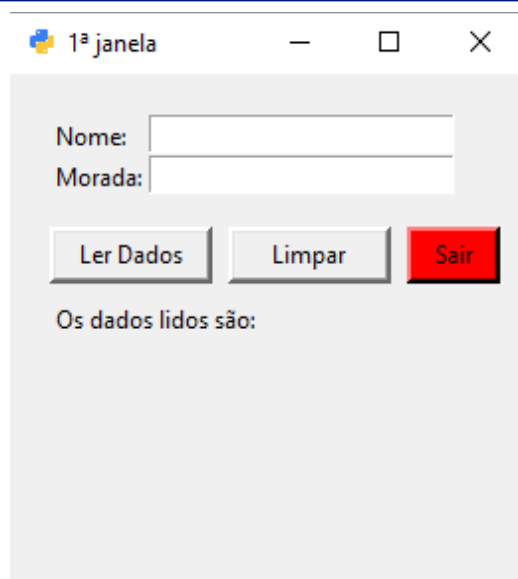 1ª janela
Nome:
Morada:
Ler Dados Limpar Sair
Os dados lidos são: